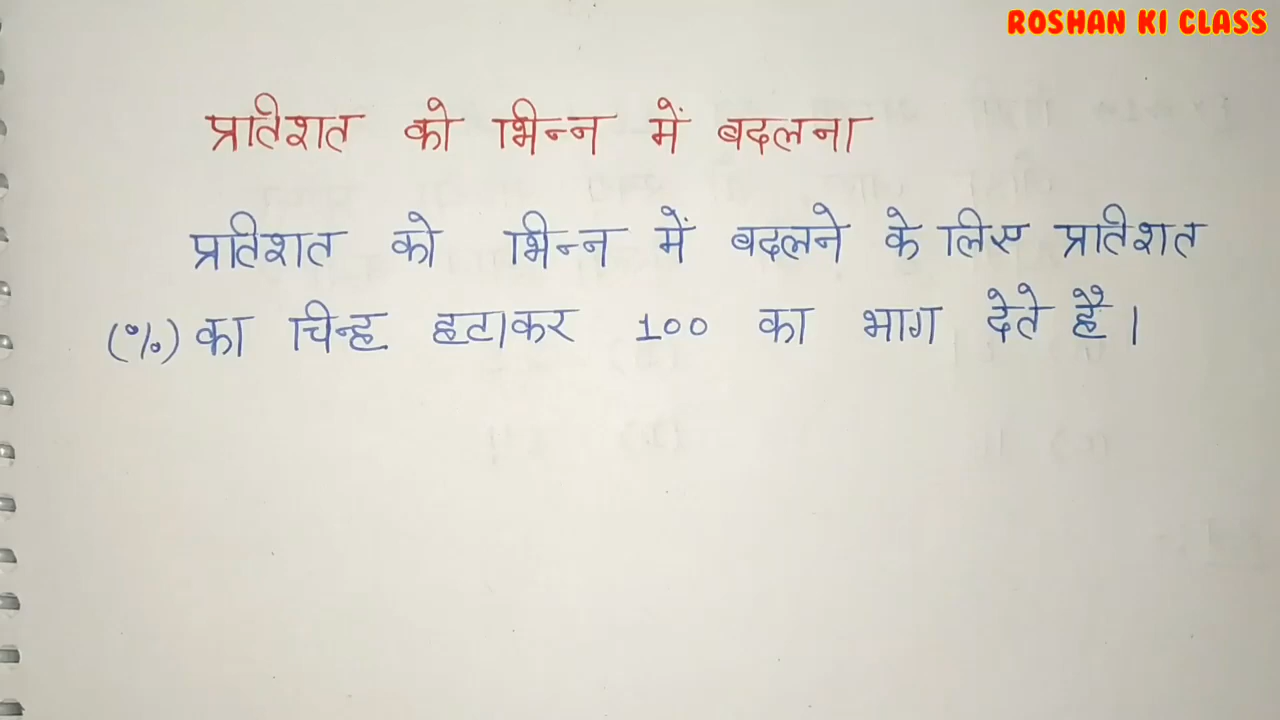 ROSHAN KI CLASS
प्रतिशत को भिन्न में बदलना
प्रतिशत को भिन्न में बदलने के लिए प्रतिशत
(%) का चिन्ह हटाकर 100 का भाग देते है।